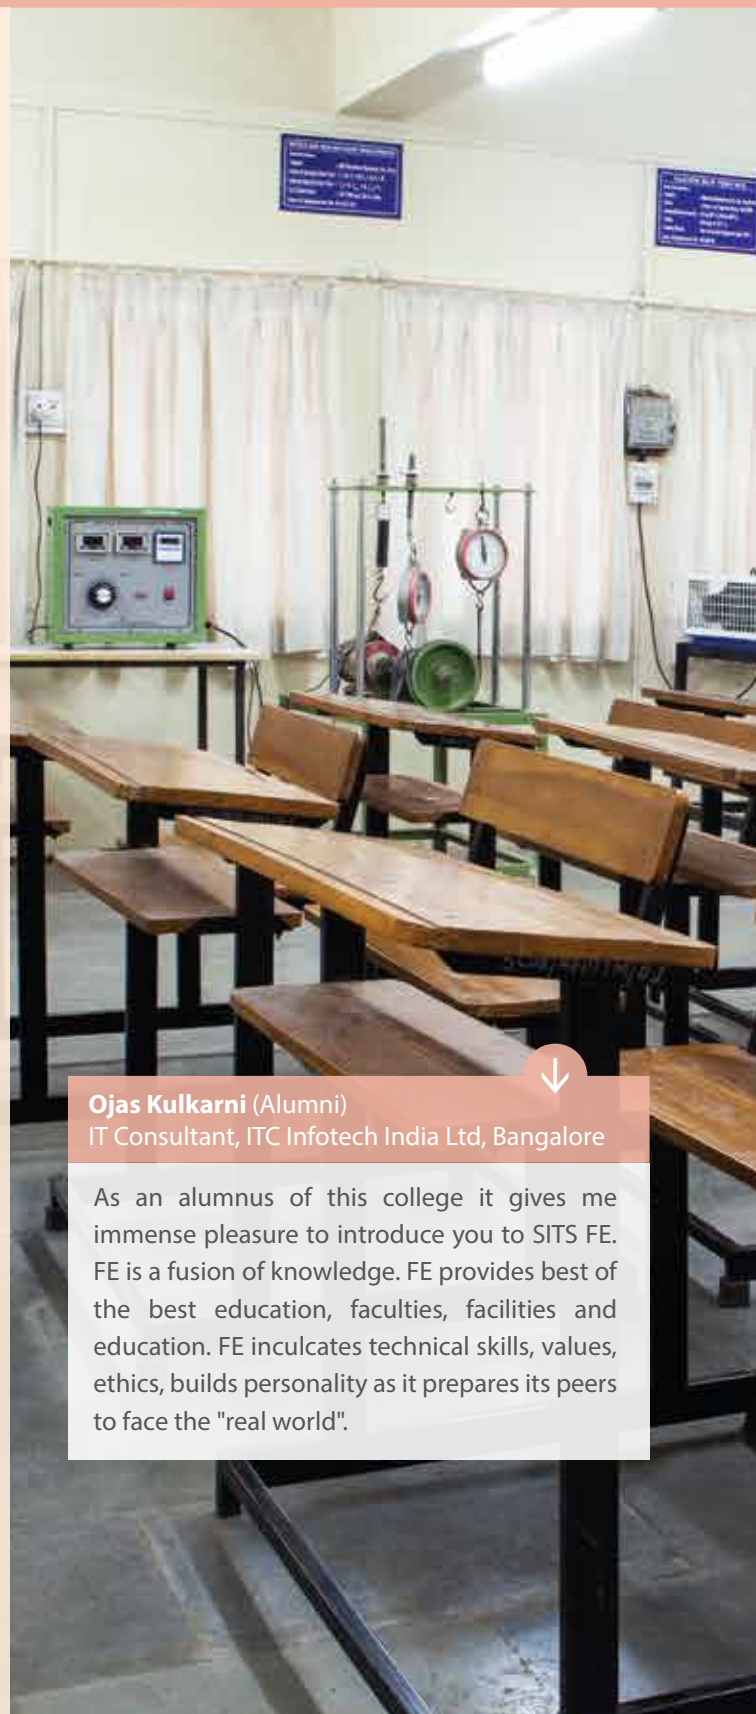 Ojas Kulkarni (Alumni)
IT Consultant, ITC Infotech India Ltd, Bangalore
As an alumnus of this college it gives me
immense pleasure to introduce you to SITS FE.
FE is a fusion of knowledge. FE provides best of
the best education, faculties, facilities and
education. FE inculcates technical skills, values,
ethics, builds personality as it prepares its peers
to face the "real world".